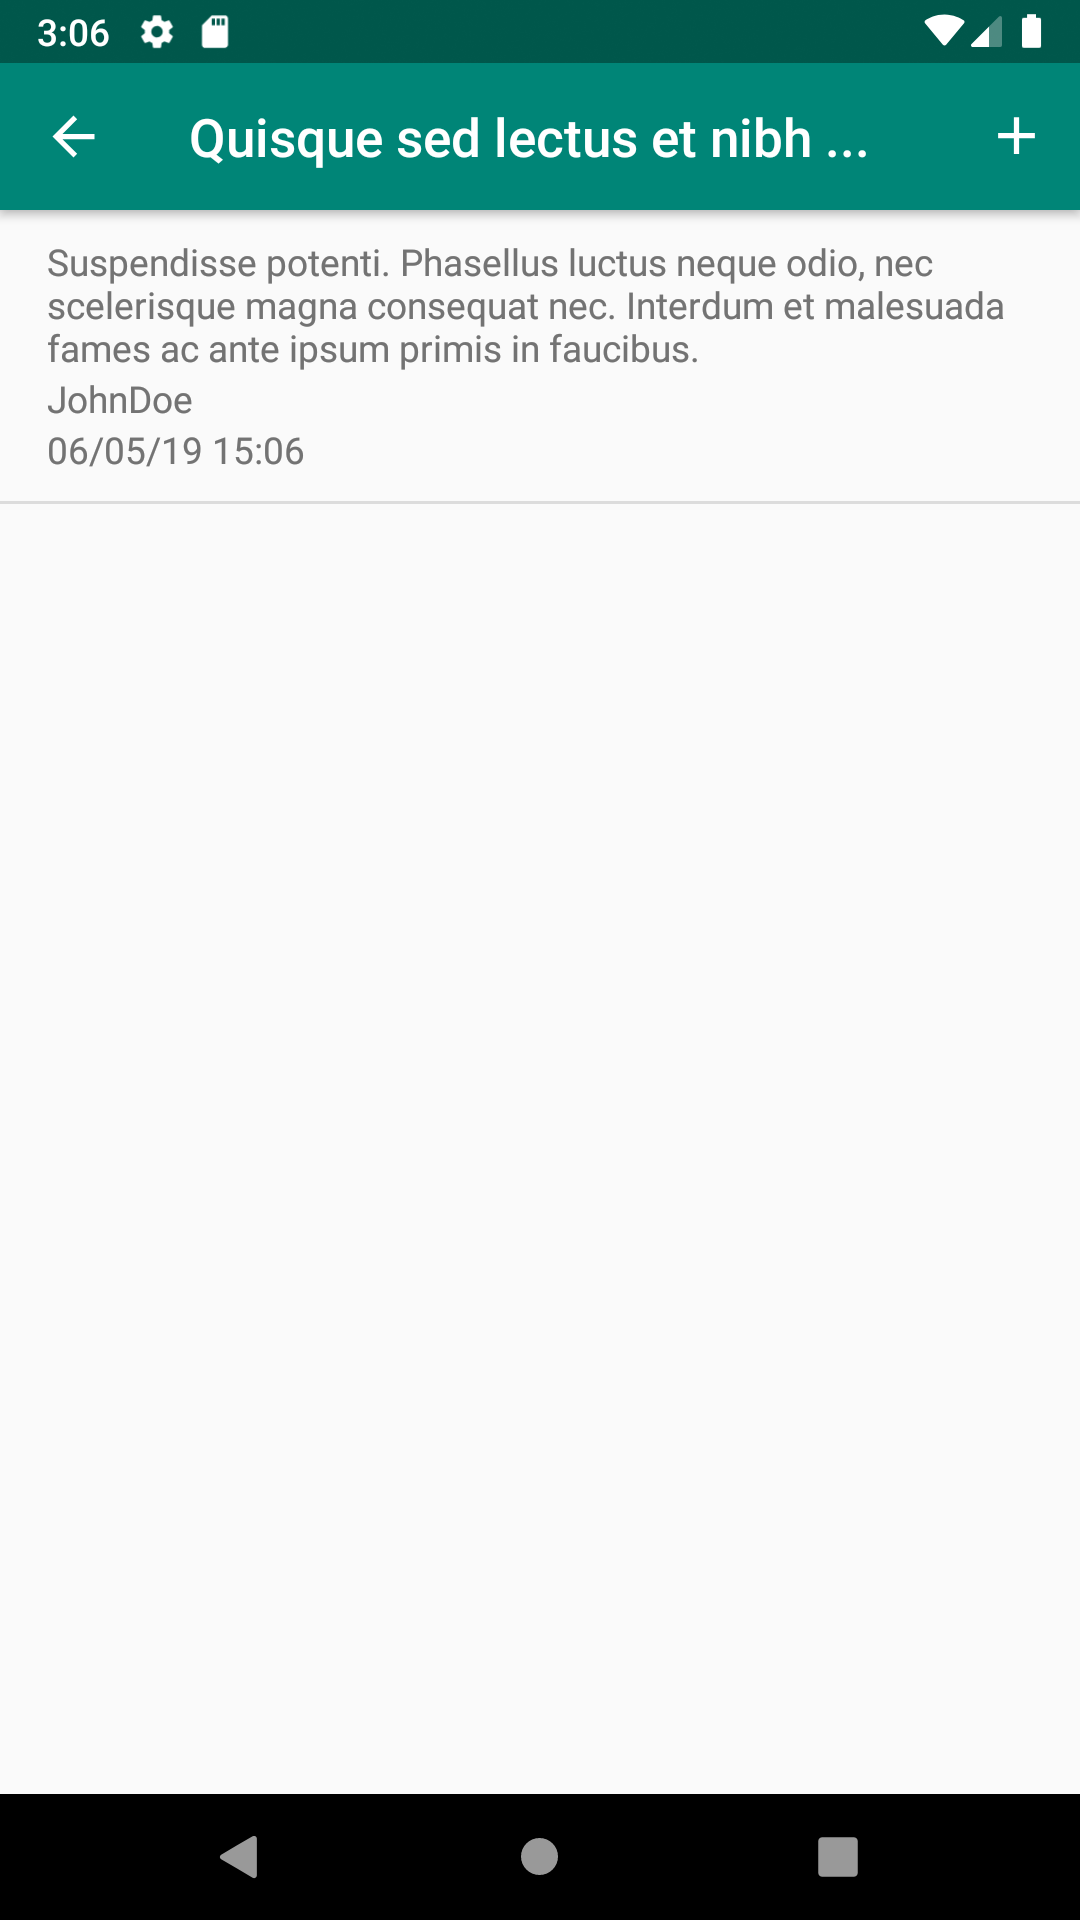 3:06
Quisque sed lectus et nibh ...
Suspendisse potenti. Phasellus luctus neque odio, nec
scelerisque magna consequat nec. Interdum et malesuada
fames ac ante ipsum primis in faucibus.
JohnDoe
06/05/19 15:06